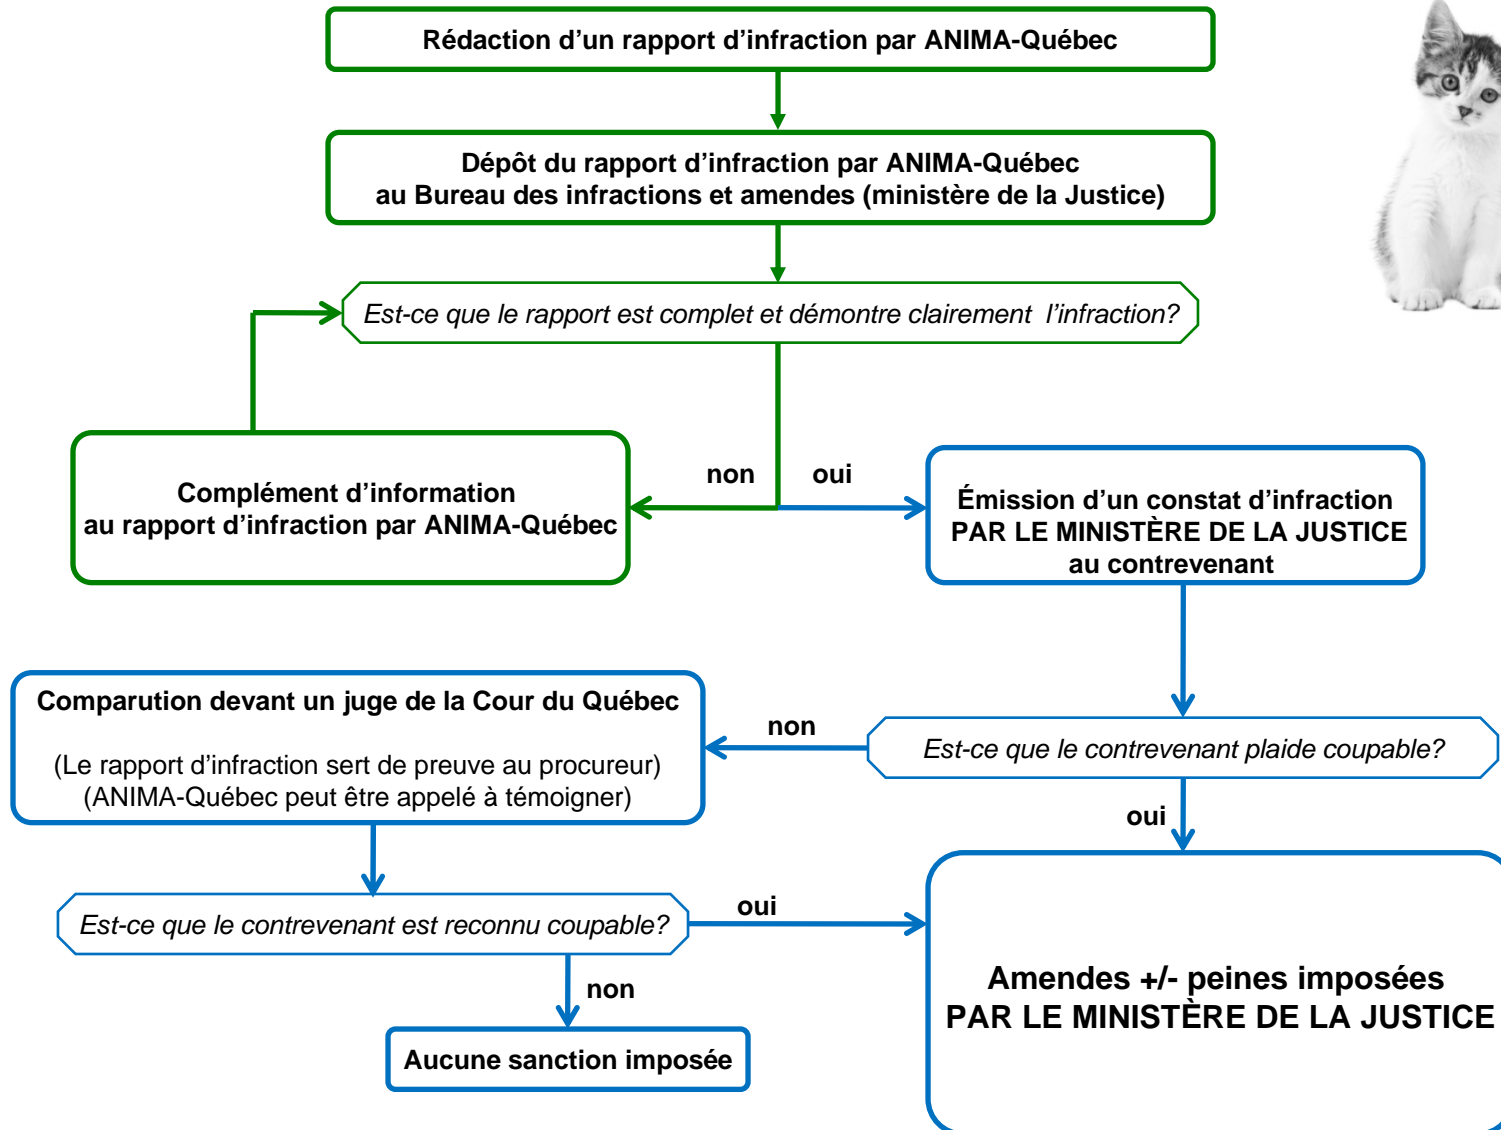 Rédaction d’un rapport d’infraction par ANIMA-Québec
Dépôt du rapport d’infraction par ANIMA-Québec
au Bureau des infractions et amendes (ministère de la Justice)
Est-ce que le rapport est complet et démontre clairement  l’infraction?
non
oui
Complément d’information
au rapport d’infraction par ANIMA-Québec
Émission d’un constat d’infraction
PAR LE MINISTÈRE DE LA JUSTICE
au contrevenant
Comparution devant un juge de la Cour du Québec
(Le rapport d’infraction sert de preuve au procureur)
(ANIMA-Québec peut être appelé à témoigner)
non
Est-ce que le contrevenant plaide coupable?
oui
Est-ce que le contrevenant est reconnu coupable?
oui
non
Amendes +/- peines imposées
PAR LE MINISTÈRE DE LA JUSTICE
Aucune sanction imposée